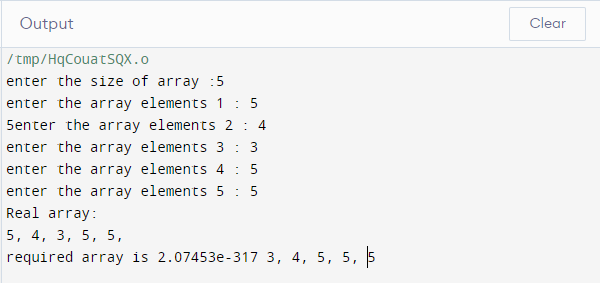 Output
Clear
/tmp/HqCouatSQX.o
enter the size of array :5
enter the array elements 1 : 5
5enter the array elements 2 : 4
enter the array elements 3 : 3
enter the array elements 4 : 5
enter the array elements 5 : 5
Real array:
5, 4, 3, 5, 5,
required array is 2.07453e-317 3, 4, 5, 5, 5